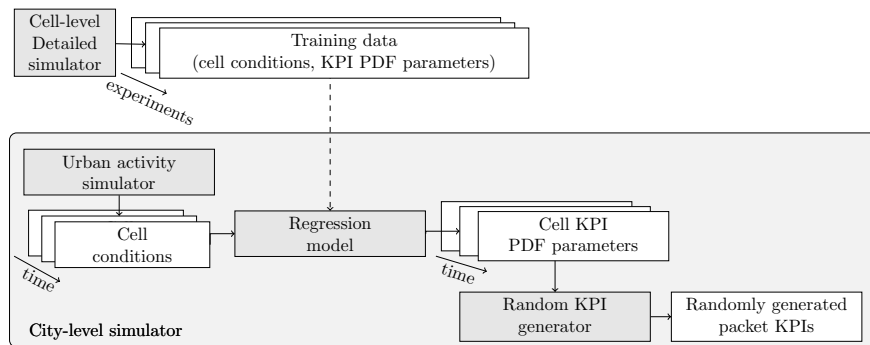 Cell-level
Detailed
simulator
Training data
(cell conditions, KPI PDF parameters)
experiments
Urban activity
simulator
Cell
conditions
time
Regression
model
Cell KPI
PDF parameters
time
Random KPI
generator
Randomly generated
packet KPIs
City-level simulator